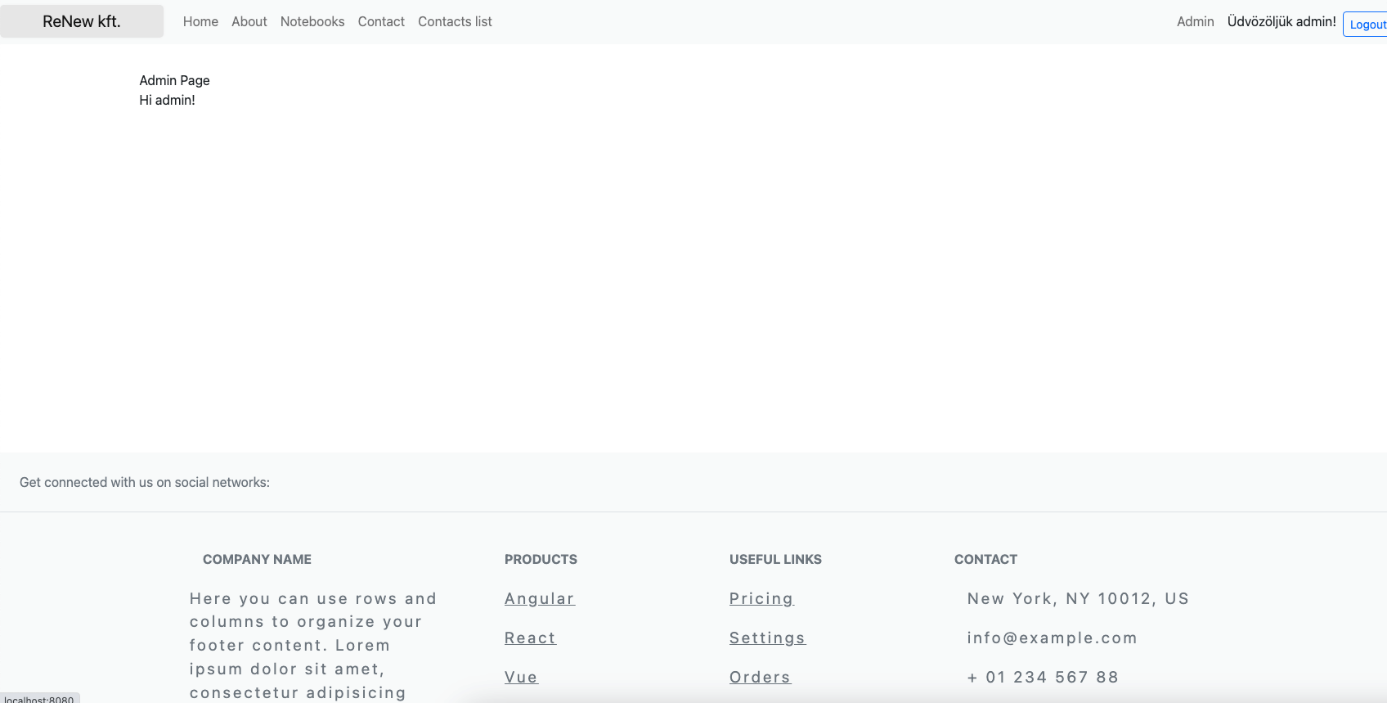 ReNew kft. Home About Notebooks Contact Contacts list Admin Üdvözöljük admin! Logout
Admin Page
Hi admin!
Get connected with us on social networks:
COMPANY NAME
Here you can use rows and
columns to organize your
footer content. Lorem
ipsum dolor sit amet,
consectetur adipisicing
PRODUCTS
Angular
React
Vue
USEFUL LINKS
Pricing
Settings
Orders
CONTACT
New York, NY 10012, US
info@example.com
+ 01 234 567 88
localhost:8080